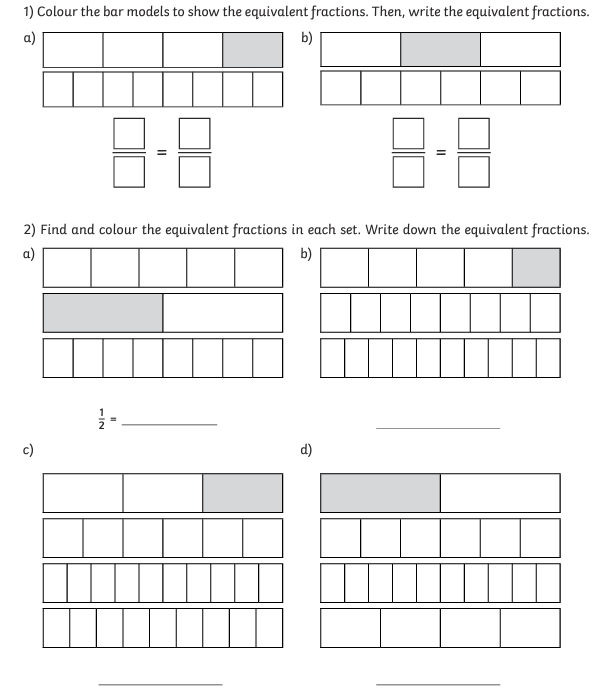 1) Colour the bar models to show the equivalent fractions. Then, write the equivalent fractions.
a) b)
= =
2) Find and colour the equivalent fractions in each set. Write down the equivalent fractions.
a) b)
1/2 =
c) d)